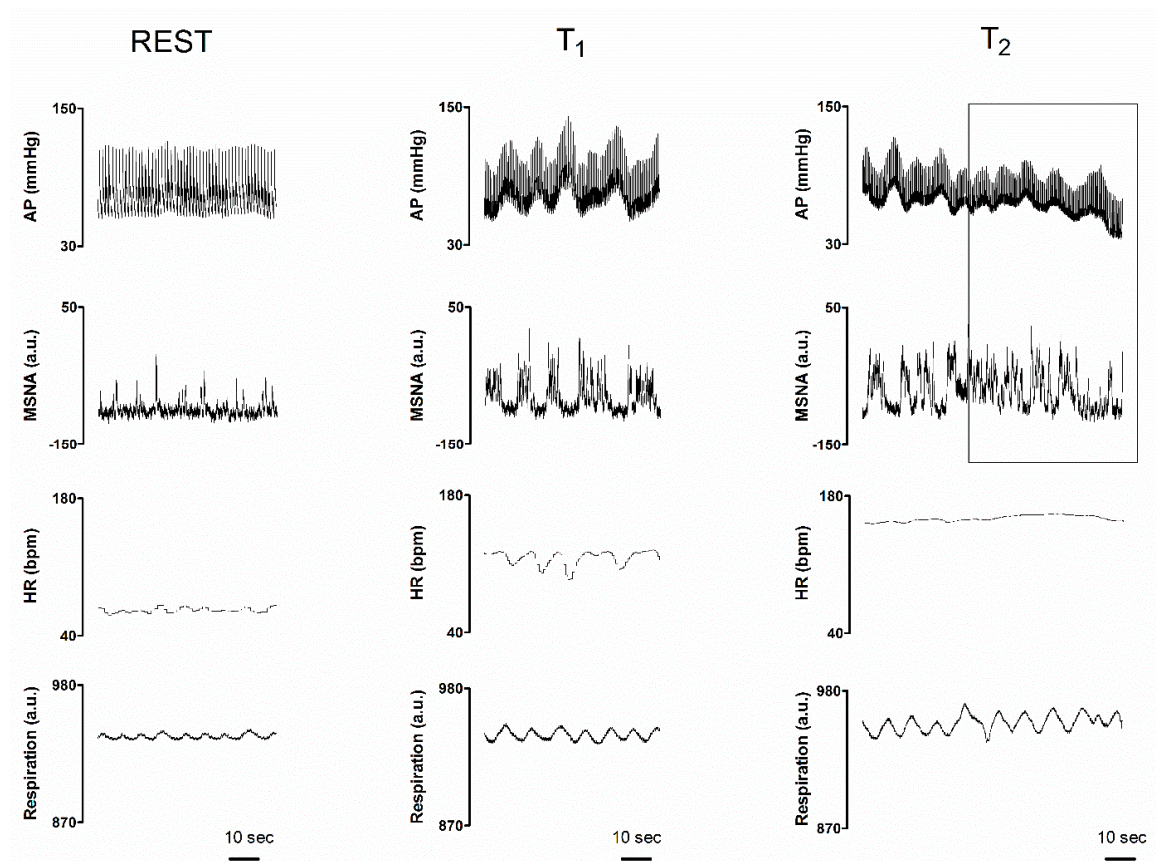 REST
T1
T2
150
AP (mmHg)
30
150
AP (mmHg)
30
150
AP (mmHg)
30
50
MSNA (a.u.)
-150
50
MSNA (a.u.)
-150
50
MSNA (a.u.)
-150
180
HR (bpm)
40
180
HR (bpm)
40
180
HR (bpm)
40
980
Respiration (a.u.)
870
980
Respiration (a.u.)
870
980
Respiration (a.u.)
870
10 sec
10 sec
10 sec